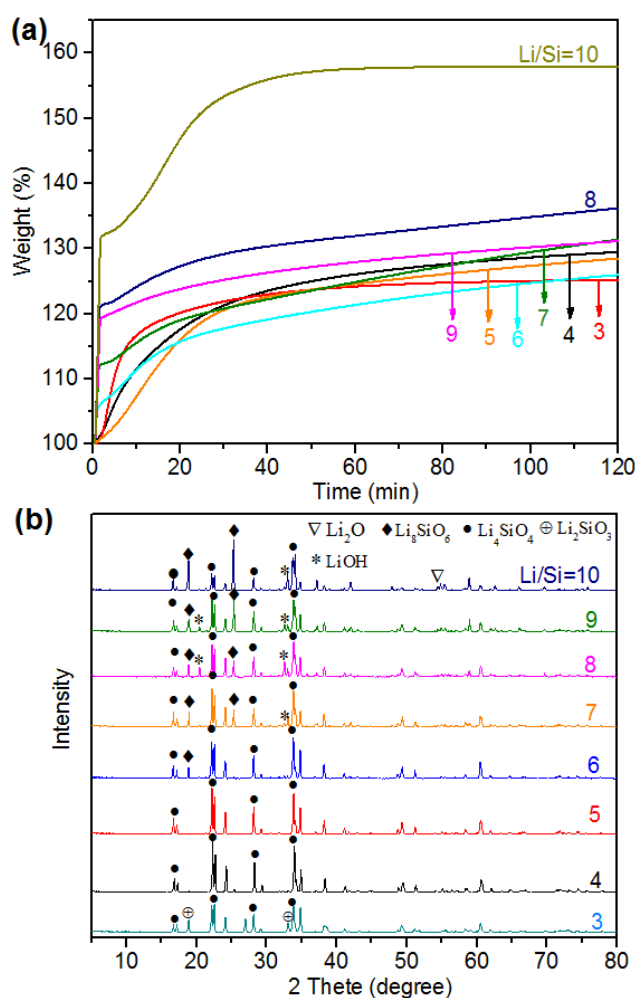 (a)
160
150
140
130
120
110
100
Weight (%)
Li/Si=10
8
9 5 6 7 4 3
0 20 40 60 80 100 120
Time (min)
(b)
▽ Li₂O ♦ Li₈SiO₆ ● Li₄SiO₄ ⊕ Li₂SiO₃
* LiOH
Li/Si=10
9
8
7
6
5
4
3
Intensity
10 20 30 40 50 60 70 80
2 Thete (degree)